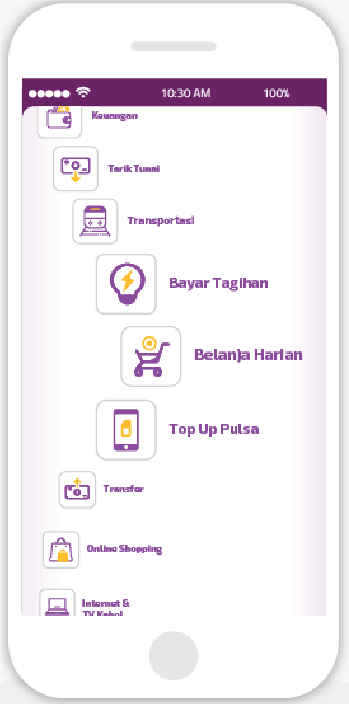 10:30 AM
100%
Keuangan
Tarik Tunai
Transportasi
Bayar Tagihan
Belanja Harian
Top Up Pulsa
Transfer
Online Shopping
Internet &
TV Kabel